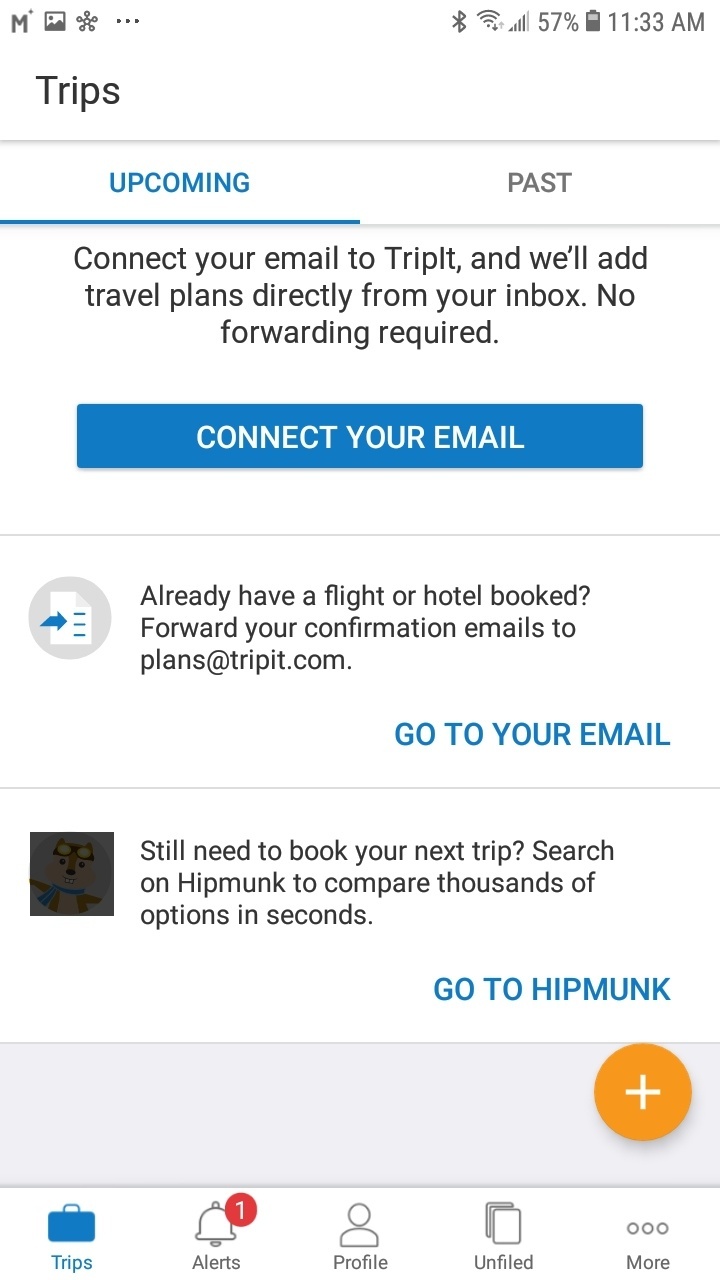 57% 11:33 AM
Trips
UPCOMING PAST
Connect your email to TripIt, and we’ll add
travel plans directly from your inbox. No
forwarding required.
CONNECT YOUR EMAIL
Already have a flight or hotel booked?
Forward your confirmation emails to
plans@tripit.com.
GO TO YOUR EMAIL
Still need to book your next trip? Search
on Hipmunk to compare thousands of
options in seconds.
GO TO HIPMUNK
1
Trips Alerts Profile Unfiled More